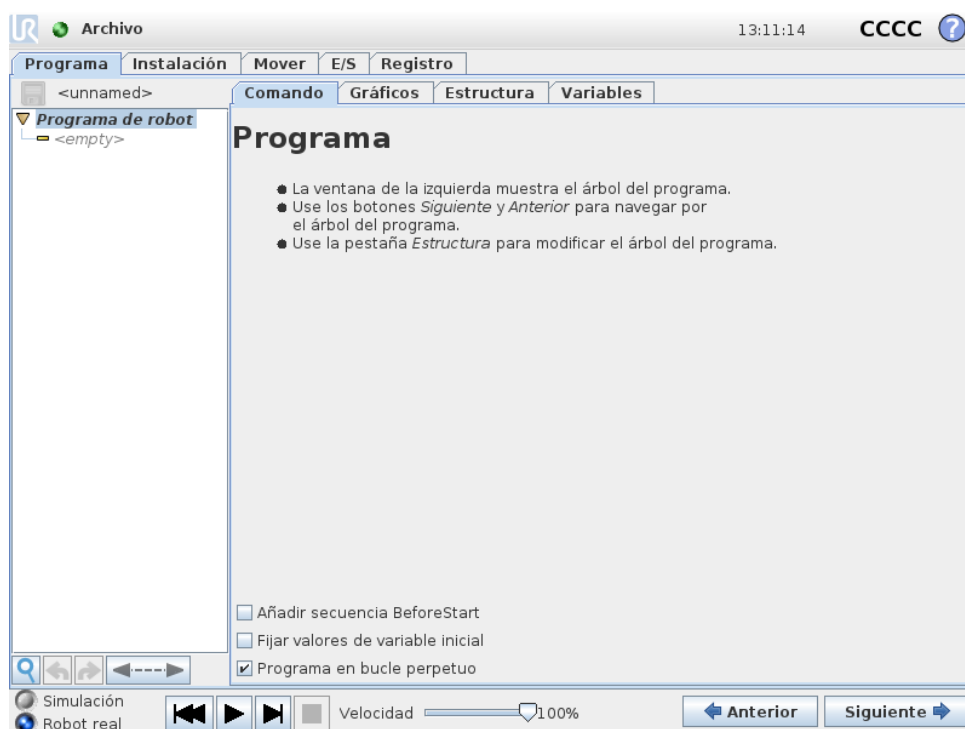 UR Archivo 13:11:14 CCCC ?
Programa Instalación Mover E/S Registro
<unnamed>
Comando Gráficos Estructura Variables
Programa de robot
<empty>
Programa
La ventana de la izquierda muestra el árbol del programa.
Use los botones Siguiente y Anterior para navegar por
el árbol del programa.
Use la pestaña Estructura para modificar el árbol del programa.
Añadir secuencia BeforeStart
Fijar valores de variable inicial
Programa en bucle perpetuo
Simulación
Robot real
Velocidad 100%
Anterior Siguiente